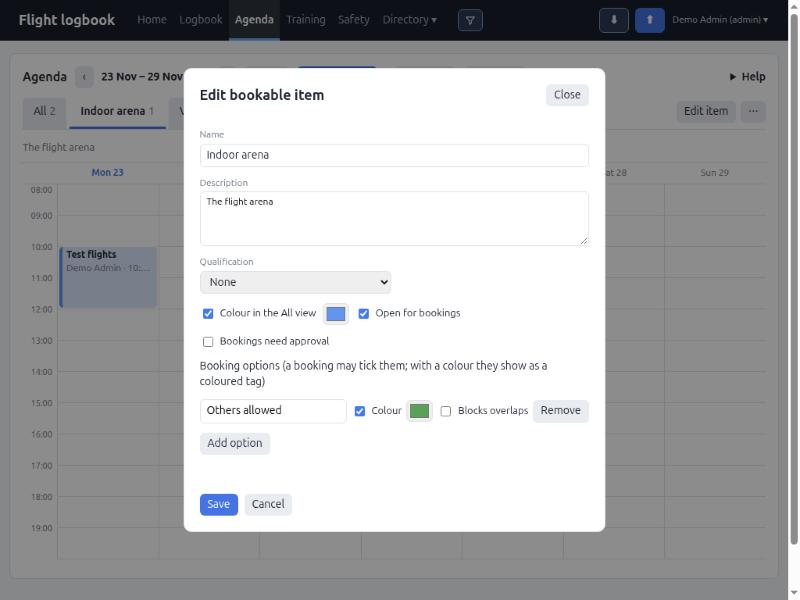 Flight logbook Home Logbook Agenda Training Safety Directory ▾ Demo Admin (admin) ▾
Agenda ‹ 23 Nov – 29 Nov ▶ Help
All 2 Indoor arena 1 Edit item ...
The flight arena
Mon 23 Sun 29
08:00
09:00
10:00
11:00
12:00
13:00
14:00
15:00
16:00
17:00
18:00
19:00
Test flights
Demo Admin · 10:...
Edit bookable item Close
Name
Indoor arena
Description
The flight arena
Qualification
None
Colour in the All view Open for bookings
Bookings need approval
Booking options (a booking may tick them; with a colour they show as a
coloured tag)
Others allowed Colour Blocks overlaps Remove
Add option
Save Cancel